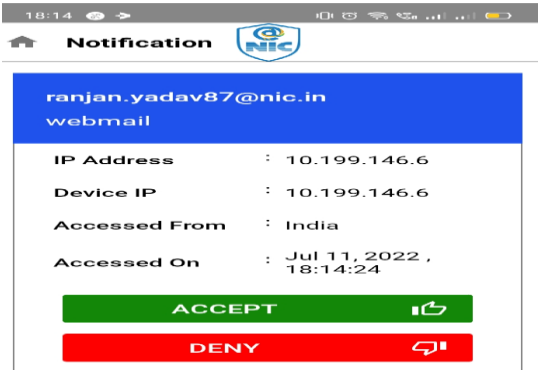 18:14
Notification
@
NIC
ranjan.yadav87@nic.in
webmail
IP Address : 10.199.146.6
Device IP : 10.199.146.6
Accessed From : India
Accessed On : Jul 11, 2022 ,
18:14:24
ACCEPT
DENY